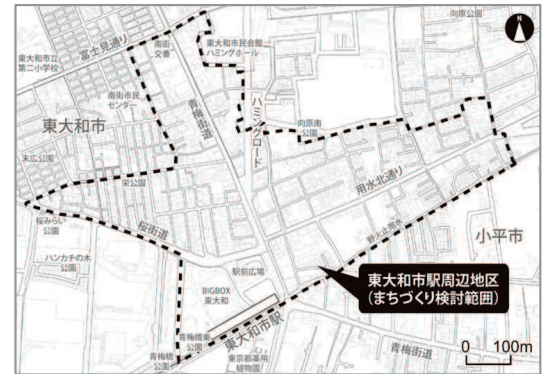 向原公園
N
富士見通り
南街
交番
東大和市民会館
ハミングホール
東大和市立
第二小学校
南街市民
センター
青梅街道
ハミングロード
向原南
公園
東大和市
末広公園
栄公園
用水北通り
野火止用水
桜みらい
公園
桜街道
小平市
ハンカチの木
公園
駅前広場
BIGBOX
東大和
東大和市駅周辺地区
(まちづくり検討範囲)
東大和市駅
青梅橋東
公園
青梅橋
公園
東京都薬用
植物園
青梅街道
0 100m